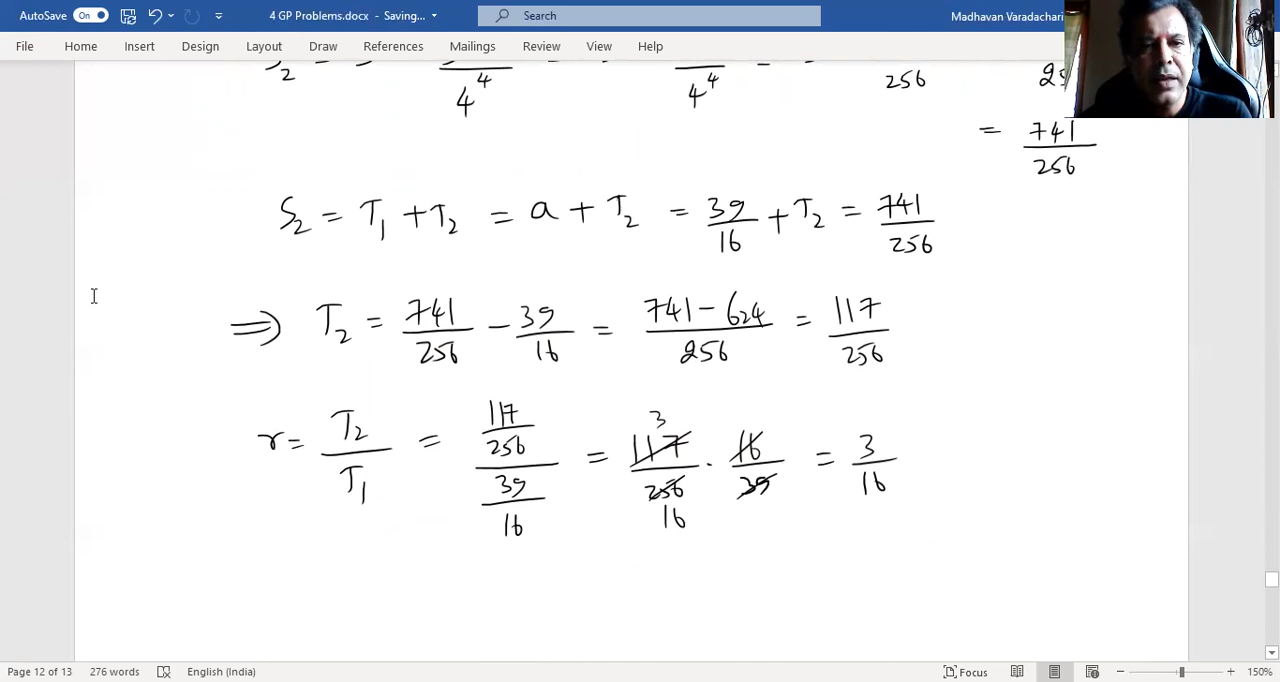 AutoSave On 4 GP Problems.docx - Saving... Search Madhavan Varadachari
File Home Insert Design Layout Draw References Mailings Review View Help
S₂ = 4⁴ = 4⁴ = 256
= 741/256
S₂ = T₁ + T₂ = a + T₂ = 39/16 + T₂ = 741/256
⇒ T₂ = 741/256 − 39/16 = (741 − 624)/256 = 117/256
r = T₂/T₁ = (117/256)/(39/16) = 117/256 · 16/39 = 3/16
3
16
Page 12 of 13 276 words English (India) Focus 150%